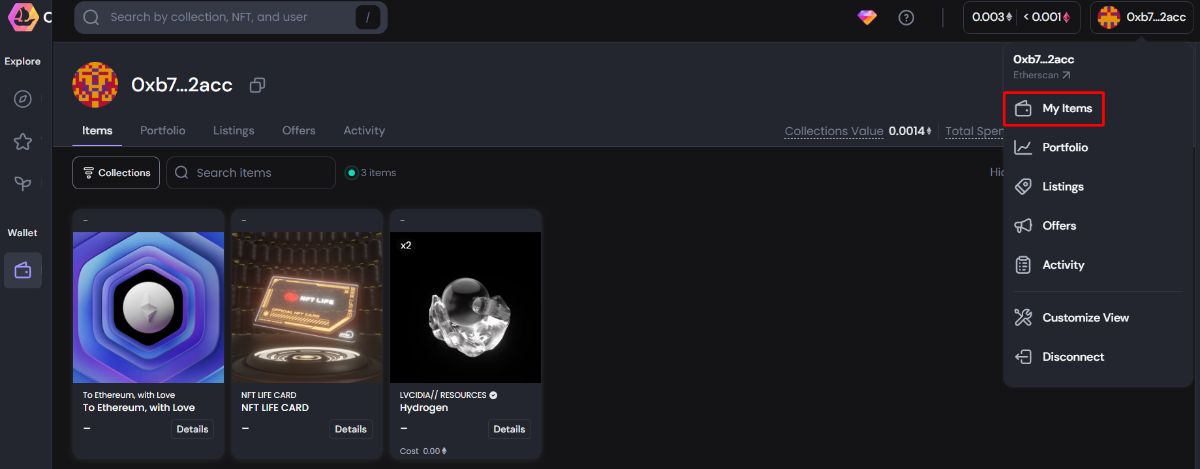 Search by collection, NFT, and user
/
0.003
< 0.001
0xb7...2acc
Explore
Wallet
0xb7...2acc
Items
Portfolio
Listings
Offers
Activity
Collections Value 0.0014
Total Spen
Collections
Search items
3 items
Hid
–
To Ethereum, with Love
To Ethereum, with Love
–
Details
–
NFT LIFE
OFFICIAL NFT CARD
NFT LIFE CARD
NFT LIFE CARD
–
Details
–
x2
LVCIDIA// RESOURCES
Hydrogen
–
Details
Cost 0.00
0xb7...2acc
Etherscan
My Items
Portfolio
Listings
Offers
Activity
Customize View
Disconnect